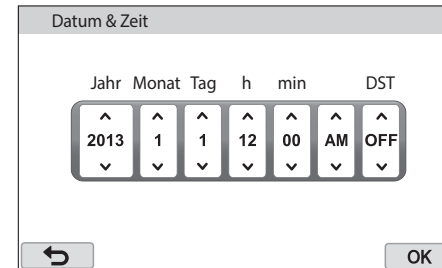 Datum & Zeit
Jahr Monat Tag h min DST
2013 1 1 12 00 AM OFF
OK